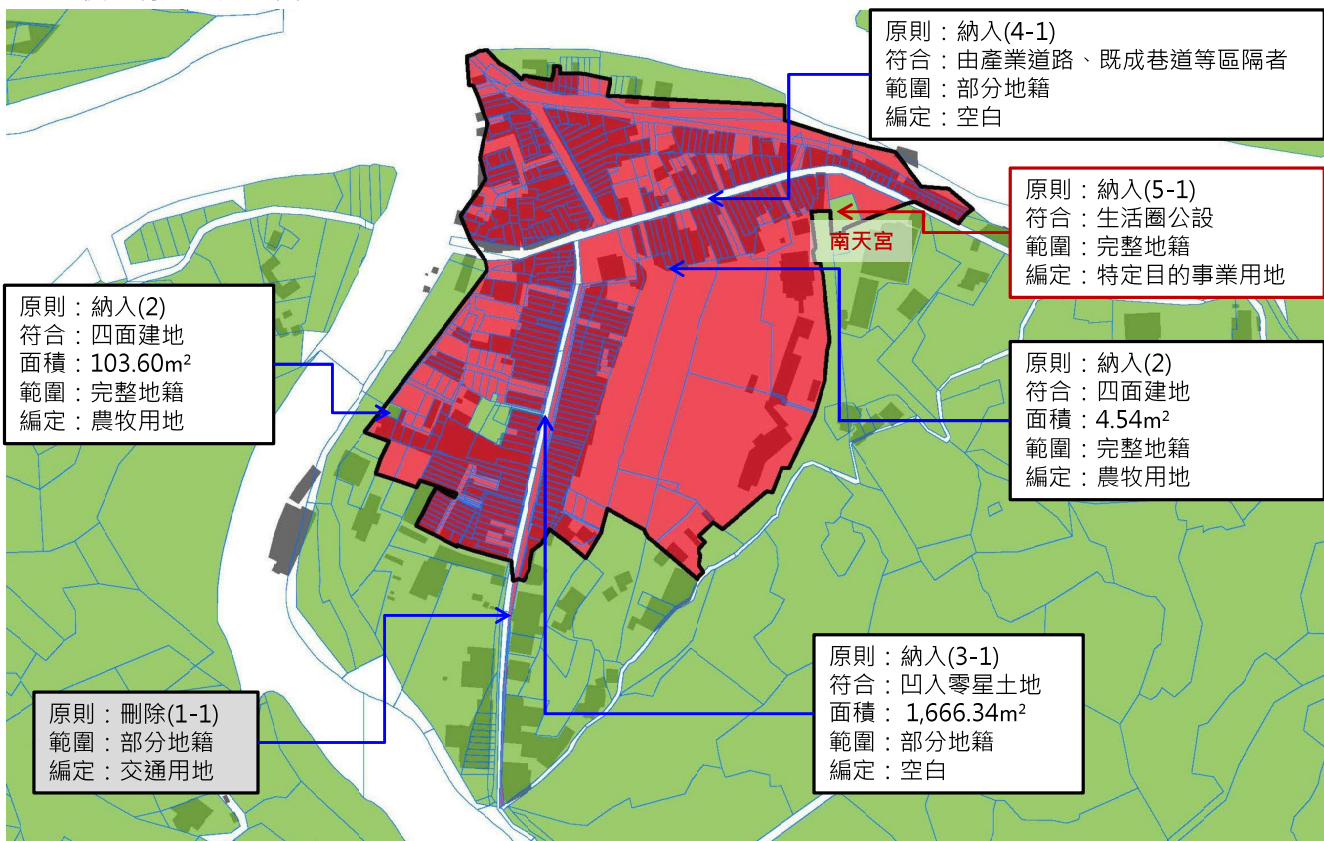 原則：納入(4-1)
符合：由產業道路、既成巷道等區隔者
範圍：部分地籍
編定：空白
原則：納入(5-1)
符合：生活圈公設
範圍：完整地籍
編定：特定目的事業用地
南天宮
原則：納入(2)
符合：四面建地
面積：103.60m²
範圍：完整地籍
編定：農牧用地
原則：納入(2)
符合：四面建地
面積：4.54m²
範圍：完整地籍
編定：農牧用地
原則：納入(3-1)
符合：凹入零星土地
面積： 1,666.34m²
範圍：部分地籍
編定：空白
原則：刪除(1-1)
範圍：部分地籍
編定：交通用地